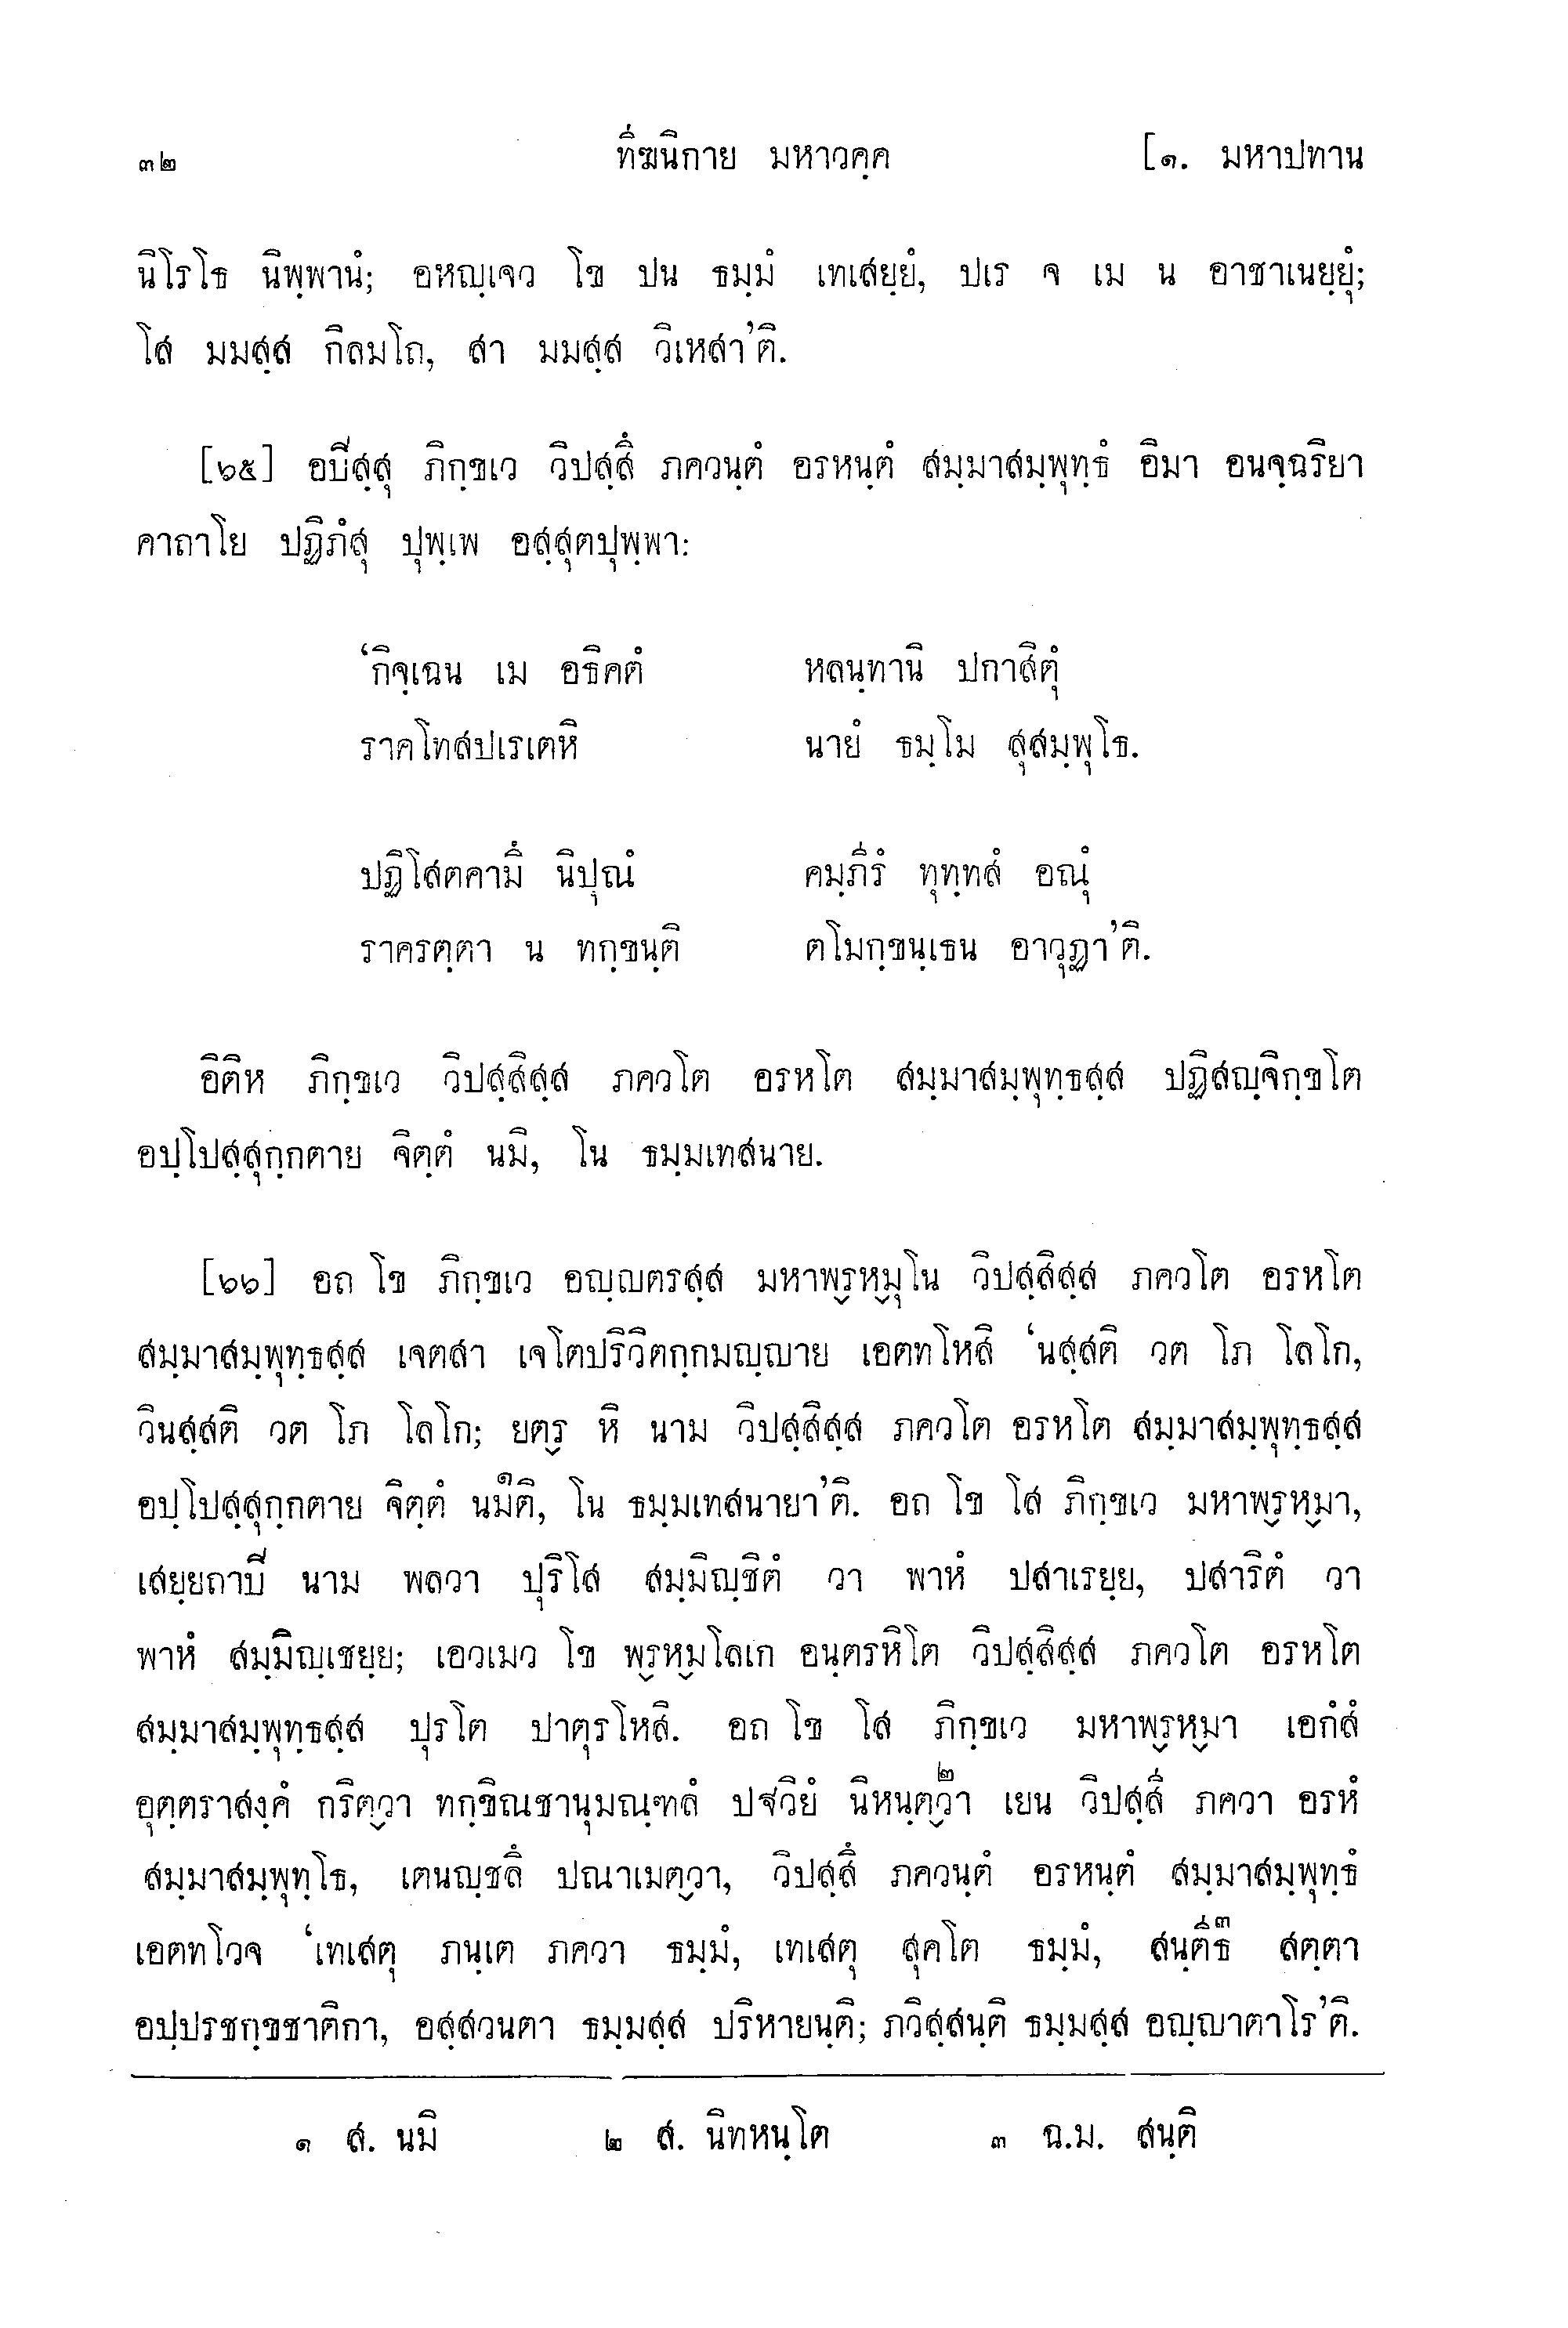 ๓๒ ทีฆนิกาย มหาวคฺค [๑. มหาปทาน
นิโรโธ นิพฺพานํ; อหญฺเจว โข ปน ธมฺมํ เทเสยฺยํ, ปเร จ เม น อาชาเนยฺยุํ;
โส มมสฺส กิลมโถ, สา มมสฺส วิเหสา’ติ.
[๖๕] อปิสฺสุ ภิกฺขเว วิปสฺสึ ภควนฺตํ อรหนฺตํ สมฺมาสมฺพุทฺธํ อิมา อนจฺฉริยา
คาถาโย ปฏิภํสุ ปุพฺเพ อสฺสุตปุพฺพา:
‘กิจฺเฉน เม อธิคตํ หลนฺทานิ ปกาสิตุํ
ราคโทสปเรเตหิ นายํ ธมฺโม สุสมฺพุโธ.
ปฏิโสตคามึ นิปุณํ คมฺภีรํ ทุทฺทสํ อณุํ
ราครตฺตา น ทกฺขนฺติ ตโมกฺขนฺเธน อาวุฏา’ติ.
อิติห ภิกฺขเว วิปสฺสิสฺส ภควโต อรหโต สมฺมาสมฺพุทฺธสฺส ปฏิสญฺจิกฺขโต
อปฺโปสฺสุกฺกตาย จิตฺตํ นมิ, โน ธมฺมเทสนาย.
[๖๖] อถ โข ภิกฺขเว อญฺญตรสฺส มหาพฺรหฺมุโน วิปสฺสิสฺส ภควโต อรหโต
สมฺมาสมฺพุทฺธสฺส เจตสา เจโตปริวิตกฺกมญฺญาย เอตทโหสิ ‘นสฺสติ วต โภ โลโก,
วินสฺสติ วต โภ โลโก; ยตฺร หิ นาม วิปสฺสิสฺส ภควโต อรหโต สมฺมาสมฺพุทฺธสฺส
อปฺโปสฺสุกฺกตาย จิตฺตํ นมิ๑ติ, โน ธมฺมเทสนายา’ติ. อถ โข โส ภิกฺขเว มหาพฺรหฺมา,
เสยฺยถาปิ นาม พลวา ปุริโส สมฺมิญฺชิตํ วา พาหํ ปสาเรยฺย, ปสาริตํ วา
พาหํ สมฺมิญฺเชยฺย; เอวเมว โข พฺรหฺมโลเก อนฺตรหิโต วิปสฺสิสฺส ภควโต อรหโต
สมฺมาสมฺพุทฺธสฺส ปุรโต ปาตุรโหสิ. อถ โข โส ภิกฺขเว มหาพฺรหฺมา เอกํสํ
อุตฺตราสงฺคํ กริตฺวา ทกฺขิณชานุมณฺฑลํ ปฐวิยํ นิหนฺตฺวา๒ เยน วิปสฺสี ภควา อรหํ
สมฺมาสมฺพุทฺโธ, เตนญฺชลึ ปณาเมตฺวา, วิปสฺสึ ภควนฺตํ อรหนฺตํ สมฺมาสมฺพุทฺธํ
เอตทโวจ ‘เทเสตุ ภนฺเต ภควา ธมฺมํ, เทเสตุ สุคโต ธมฺมํ, สนฺตีธ๓ สตฺตา
อปฺปรชกฺขชาติกา, อสฺสวนตา ธมฺมสฺส ปริหายนฺติ; ภวิสฺสนฺติ ธมฺมสฺส อญฺญาตาโร’ติ.
๑ ส. นมิ ๒ ส. นิทหนฺโต ๓ ฉ.ม. สนฺติ